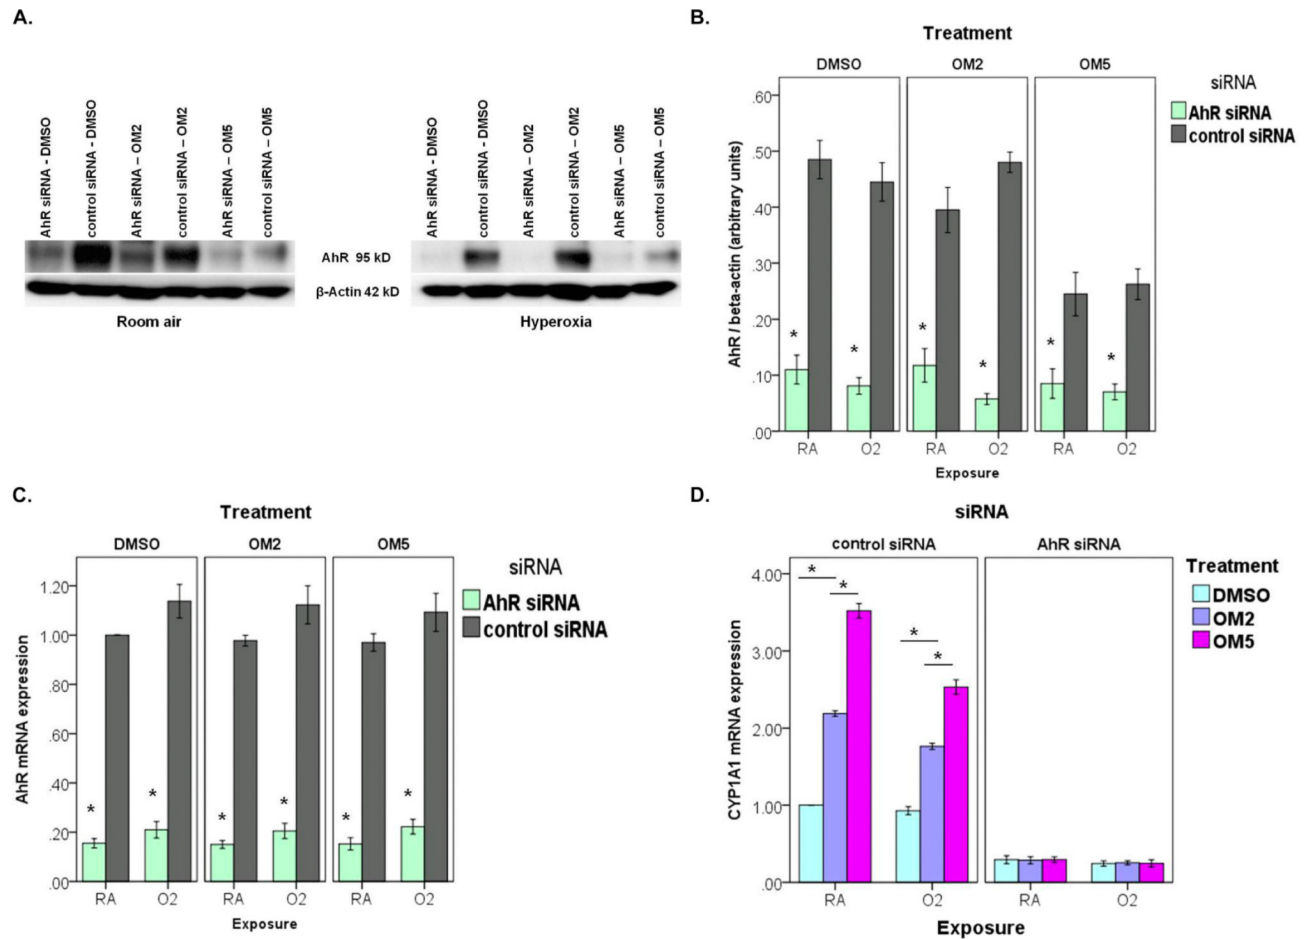 A.
AhR siRNA - DMSO
control siRNA - DMSO
AhR siRNA – OM2
control siRNA – OM2
AhR siRNA – OM5
control siRNA – OM5
AhR siRNA - DMSO
control siRNA - DMSO
AhR siRNA – OM2
control siRNA – OM2
AhR siRNA – OM5
control siRNA – OM5
AhR 95 kD
β-Actin 42 kD
Room air
Hyperoxia
B.
Treatment
DMSO OM2 OM5
siRNA
AhR siRNA
control siRNA
AhR / beta-actin (arbitrary units)
.60
.50
.40
.30
.20
.10
.00
* * * * * *
RA O2 RA O2 RA O2
Exposure
C.
Treatment
DMSO OM2 OM5
siRNA
AhR siRNA
control siRNA
AhR mRNA expression
1.20
1.00
.80
.60
.40
.20
.00
* * * * * *
RA O2 RA O2 RA O2
Exposure
D.
siRNA
control siRNA AhR siRNA
Treatment
DMSO
OM2
OM5
CYP1A1 mRNA expression
4.00
3.00
2.00
1.00
.00
* * * *
RA O2 RA O2
Exposure